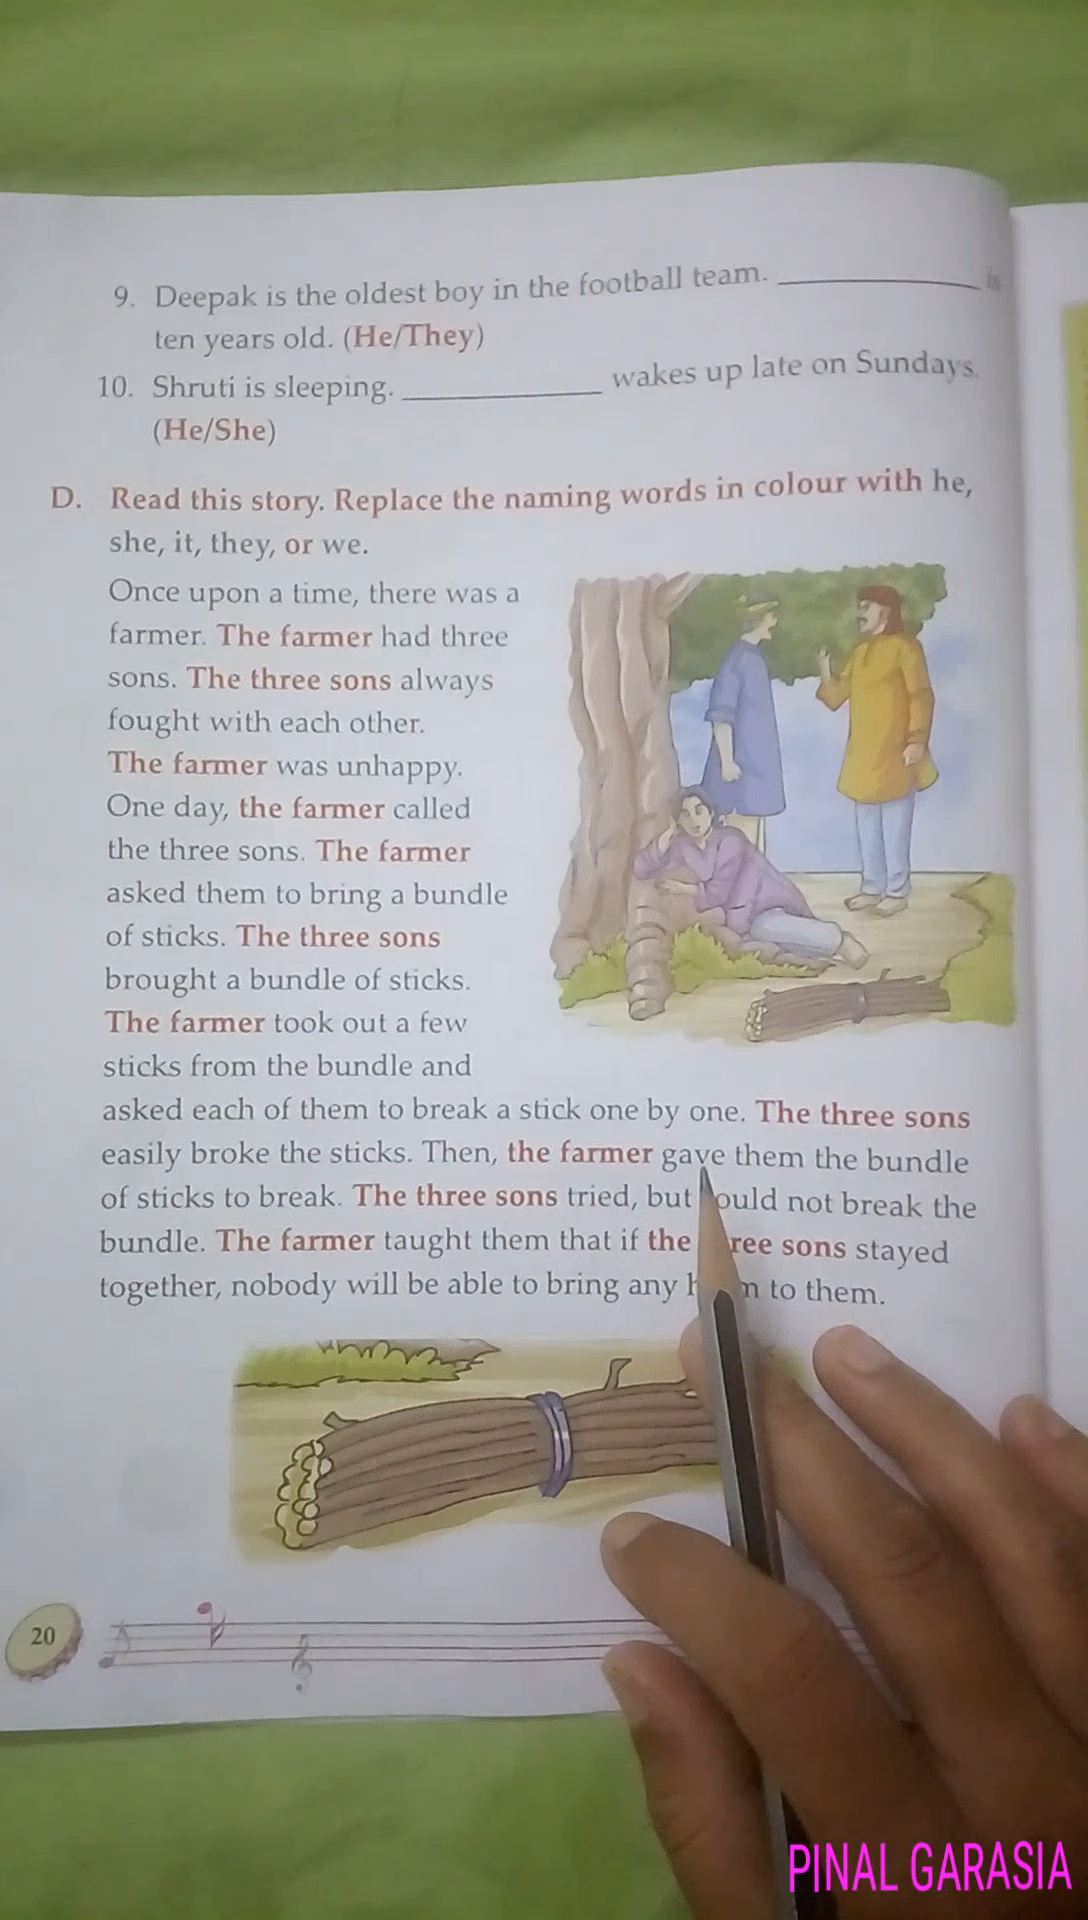 9. Deepak is the oldest boy in the football team. ____________ is
ten years old. (He/They)
10. Shruti is sleeping. ____________ wakes up late on Sundays.
(He/She)
D. Read this story. Replace the naming words in colour with he,
she, it, they, or we.
Once upon a time, there was a
farmer. The farmer had three
sons. The three sons always
fought with each other.
The farmer was unhappy.
One day, the farmer called
the three sons. The farmer
asked them to bring a bundle
of sticks. The three sons
brought a bundle of sticks.
The farmer took out a few
sticks from the bundle and
asked each of them to break a stick one by one. The three sons
easily broke the sticks. Then, the farmer gave them the bundle
of sticks to break. The three sons tried, but could not break the
bundle. The farmer taught them that if the three sons stayed
together, nobody will be able to bring any harm to them.
20
PINAL GARASIA